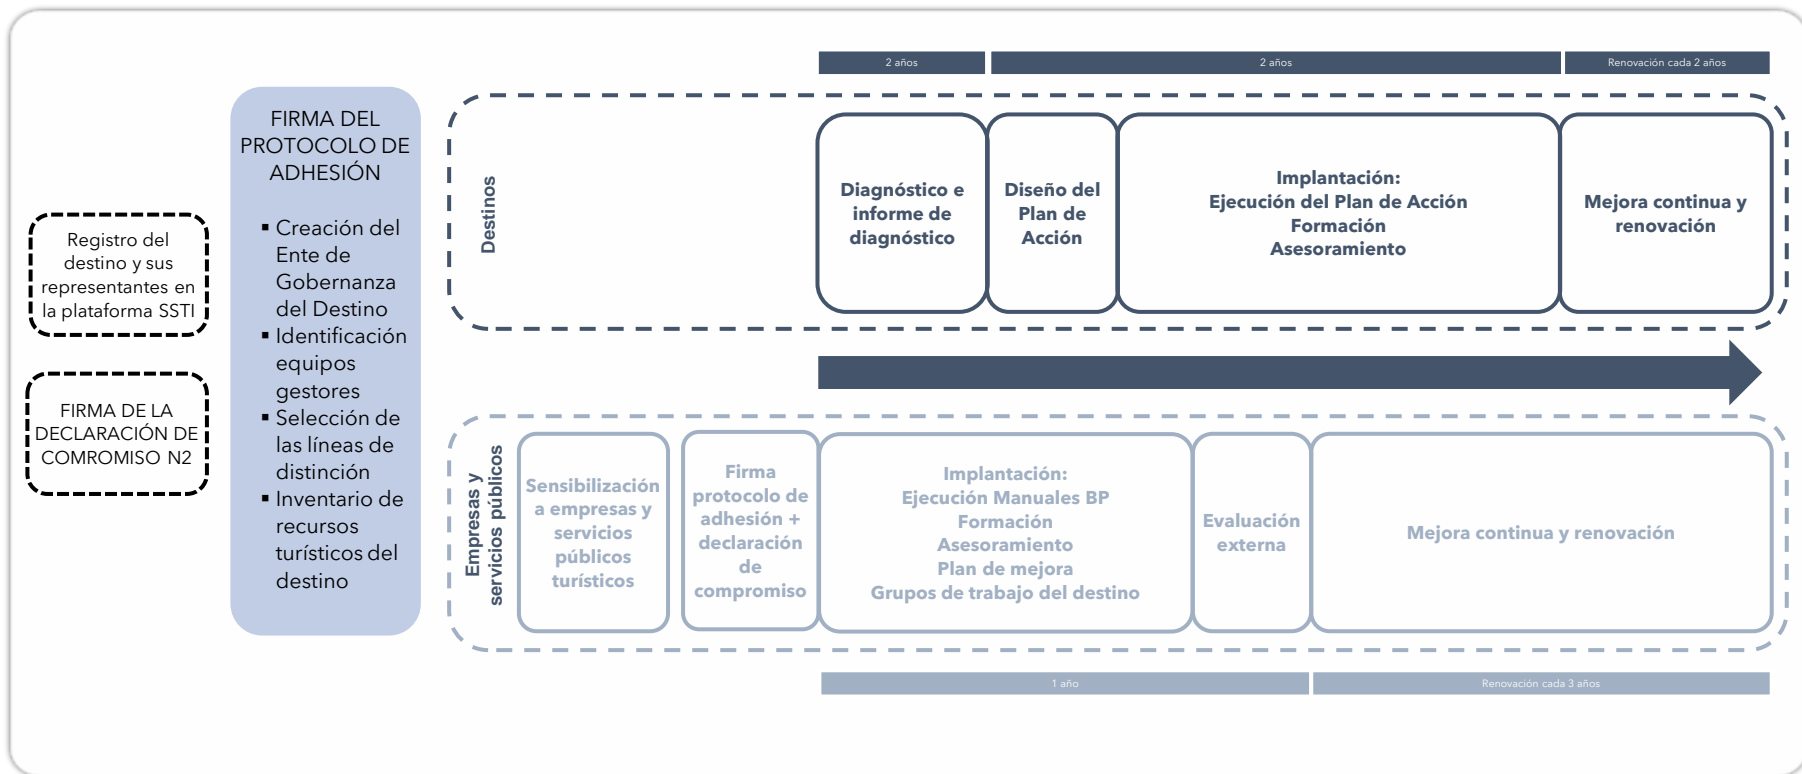 Registro del
destino y sus
representantes en
la plataforma SSTI
FIRMA DE LA
DECLARACIÓN DE
COMROMISO N2
FIRMA DEL
PROTOCOLO DE
ADHESIÓN
▪ Creación del
Ente de
Gobernanza
del Destino
▪ Identificación
equipos
gestores
▪ Selección de
las líneas de
distinción
▪ Inventario de
recursos
turísticos del
destino
2 años
2 años
Renovación cada 2 años
Destinos
Diagnóstico e
informe de
diagnóstico
Diseño del
Plan de
Acción
Implantación:
Ejecución del Plan de Acción
Formación
Asesoramiento
Mejora continua y
renovación
Empresas y
servicios públicos
Sensibilización
a empresas y
servicios
públicos
turísticos
Firma
protocolo de
adhesión +
declaración
de
compromiso
Implantación:
Ejecución Manuales BP
Formación
Asesoramiento
Plan de mejora
Grupos de trabajo del destino
Evaluación
externa
Mejora continua y renovación
1 año
Renovación cada 3 años